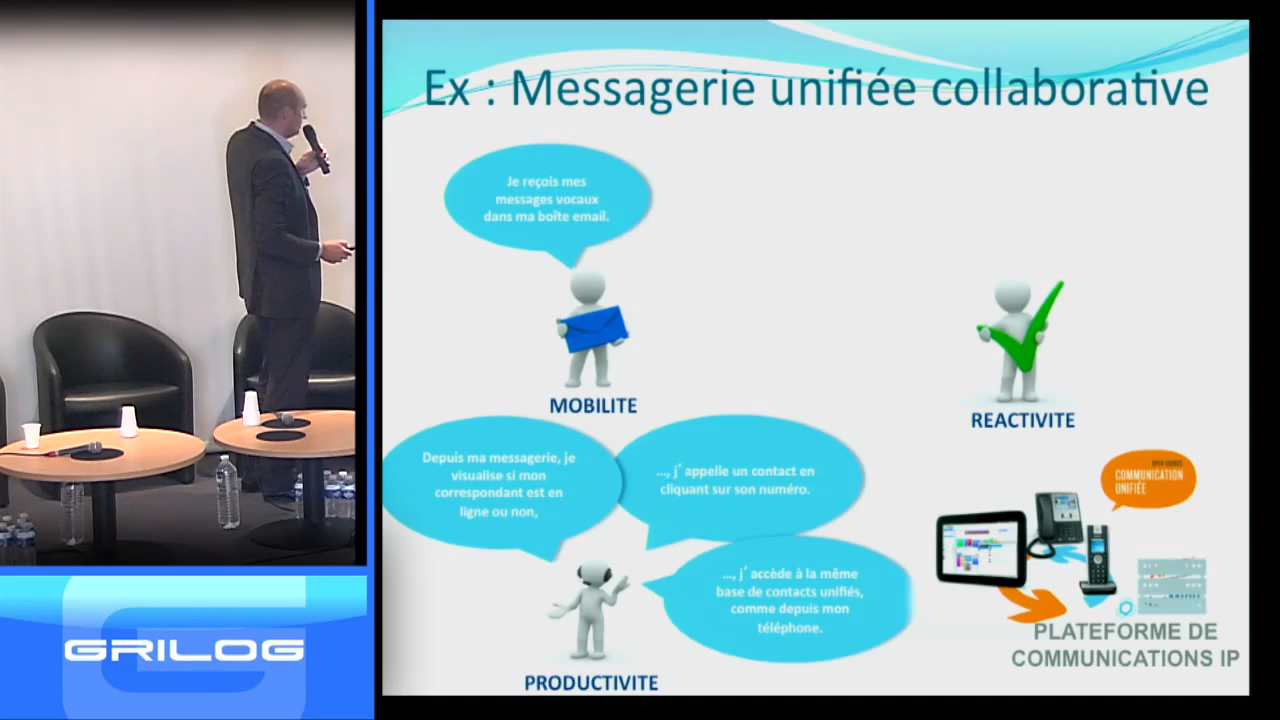 Ex : Messagerie unifiée collaborative
Je reçois mes
messages vocaux
dans ma boîte email.
MOBILITE
REACTIVITE
Depuis ma messagerie, je
visualise si mon
correspondant est en
ligne ou non,
..., j' appelle un contact en
cliquant sur son numéro.
..., j' accède à la même
base de contacts unifiés,
comme depuis mon
téléphone.
PRODUCTIVITE
OPEN SOURCE
COMMUNICATION
UNIFIÉE
PLATEFORME DE
COMMUNICATIONS IP
GRILOG